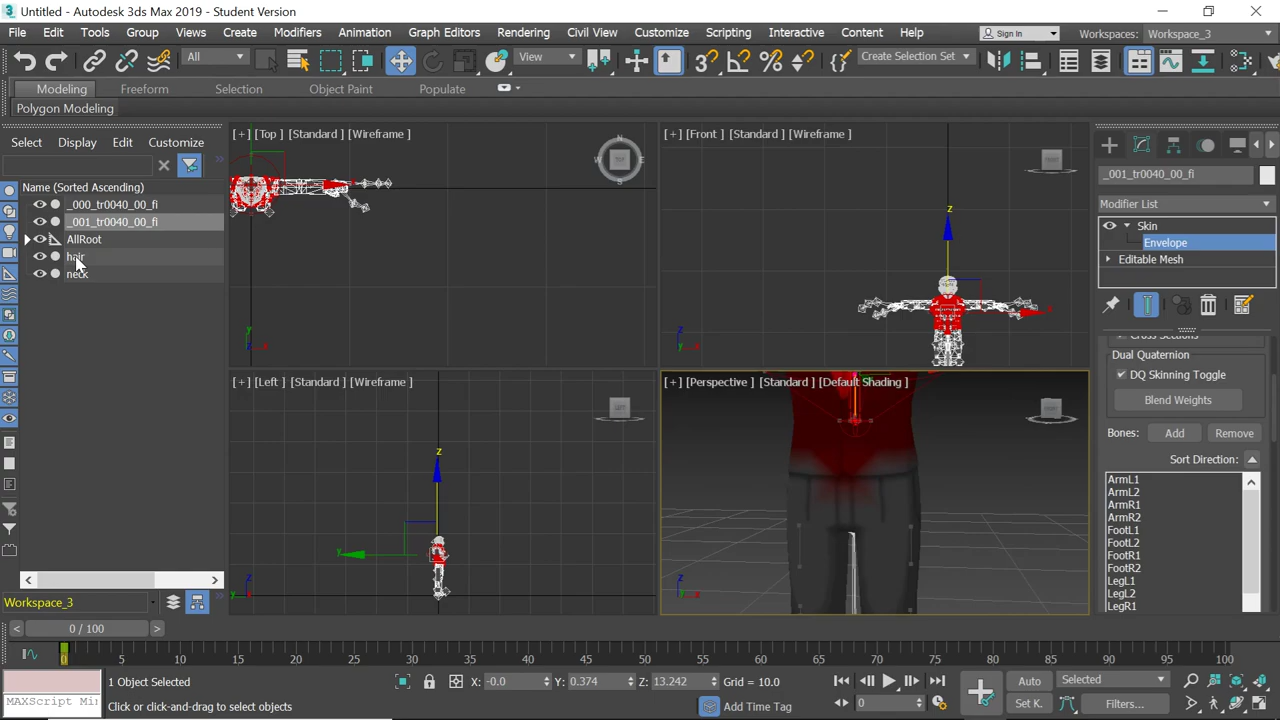 Untitled - Autodesk 3ds Max 2019 - Student Version
File Edit Tools Group Views Create Modifiers Animation Graph Editors Rendering Civil View Customize Scripting Interactive Content Help Sign In Workspaces: Workspace_3
All View Create Selection Set
Modeling Freeform Selection Object Paint Populate
Polygon Modeling
Select Display Edit Customize
Name (Sorted Ascending)
_000_tr0040_00_fi
_001_tr0040_00_fi
AllRoot
hair
neck
Workspace_3
[+] [Top] [Standard] [Wireframe]
N
W TOP E
S
y
x
[+] [Front] [Standard] [Wireframe]
FRONT
z
x
z
y x
[+] [Left] [Standard] [Wireframe]
LEFT
z
y
z
y
[+] [Perspective] [Standard] [Default Shading]
FRONT
z
y x
_001_tr0040_00_fi
Modifier List
Skin
Envelope
Editable Mesh
Cross Sections
Dual Quaternion
DQ Skinning Toggle
Blend Weights
Bones: Add Remove
Sort Direction:
ArmL1
ArmL2
ArmR1
ArmR2
FootL1
FootL2
FootR1
FootR2
LegL1
LegL2
LegR1
0 / 100
0 5 10 15 20 25 30 35 40 45 50 55 60 65 70 75 80 85 90 95 100
MAXScript Min
1 Object Selected
Click or click-and-drag to select objects
X: -0.0 Y: 0.374 Z: 13.242 Grid = 10.0
Add Time Tag
0
Auto Selected
Set K. Filters...